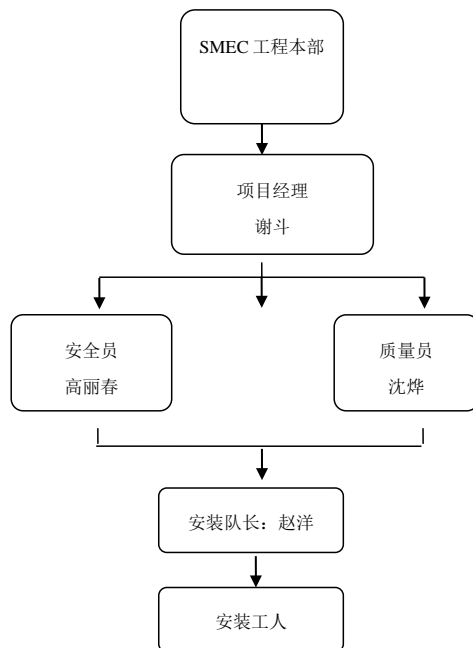 SMEC 工程本部
项目经理
谢斗
安全员
高丽春
质量员
沈烨
安装队长：赵洋
安装工人